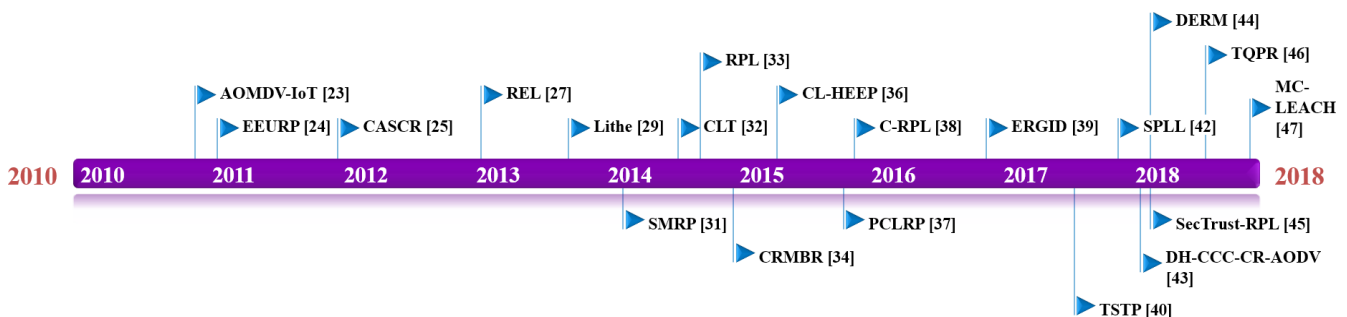 DERM [44]
TQPR [46]
RPL [33]
MC-
LEACH
[47]
AOMDV-IoT [23]
REL [27]
CL-HEEP [36]
EEURP [24]
CASCR [25]
Lithe [29]
CLT [32]
C-RPL [38]
ERGID [39]
SPLL [42]
2010
2010
2011
2012
2013
2014
2015
2016
2017
2018
2018
SMRP [31]
PCLRP [37]
SecTrust-RPL [45]
CRMBR [34]
DH-CCC-CR-AODV
[43]
TSTP [40]